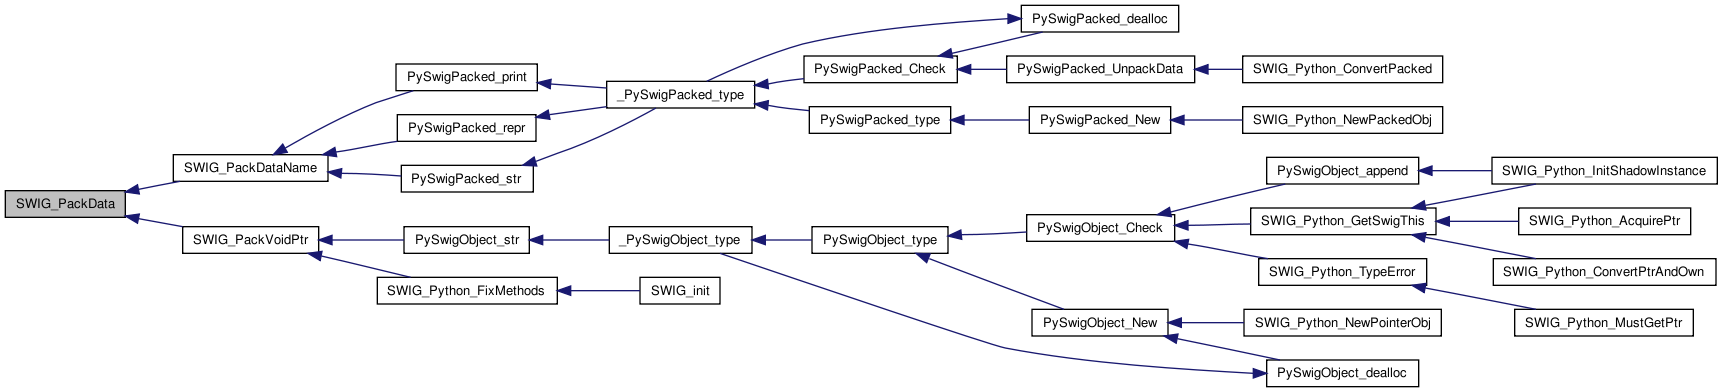 SWIG_PackData
SWIG_PackDataName
SWIG_PackVoidPtr
PySwigPacked_print
PySwigPacked_repr
PySwigPacked_str
PySwigObject_str
SWIG_Python_FixMethods
_PySwigPacked_type
_PySwigObject_type
SWIG_init
PySwigPacked_Check
PySwigPacked_type
PySwigObject_type
PySwigPacked_dealloc
PySwigPacked_UnpackData
PySwigPacked_New
PySwigObject_Check
PySwigObject_New
SWIG_Python_ConvertPacked
SWIG_Python_NewPackedObj
PySwigObject_append
SWIG_Python_GetSwigThis
SWIG_Python_TypeError
SWIG_Python_NewPointerObj
PySwigObject_dealloc
SWIG_Python_InitShadowInstance
SWIG_Python_AcquirePtr
SWIG_Python_ConvertPtrAndOwn
SWIG_Python_MustGetPtr